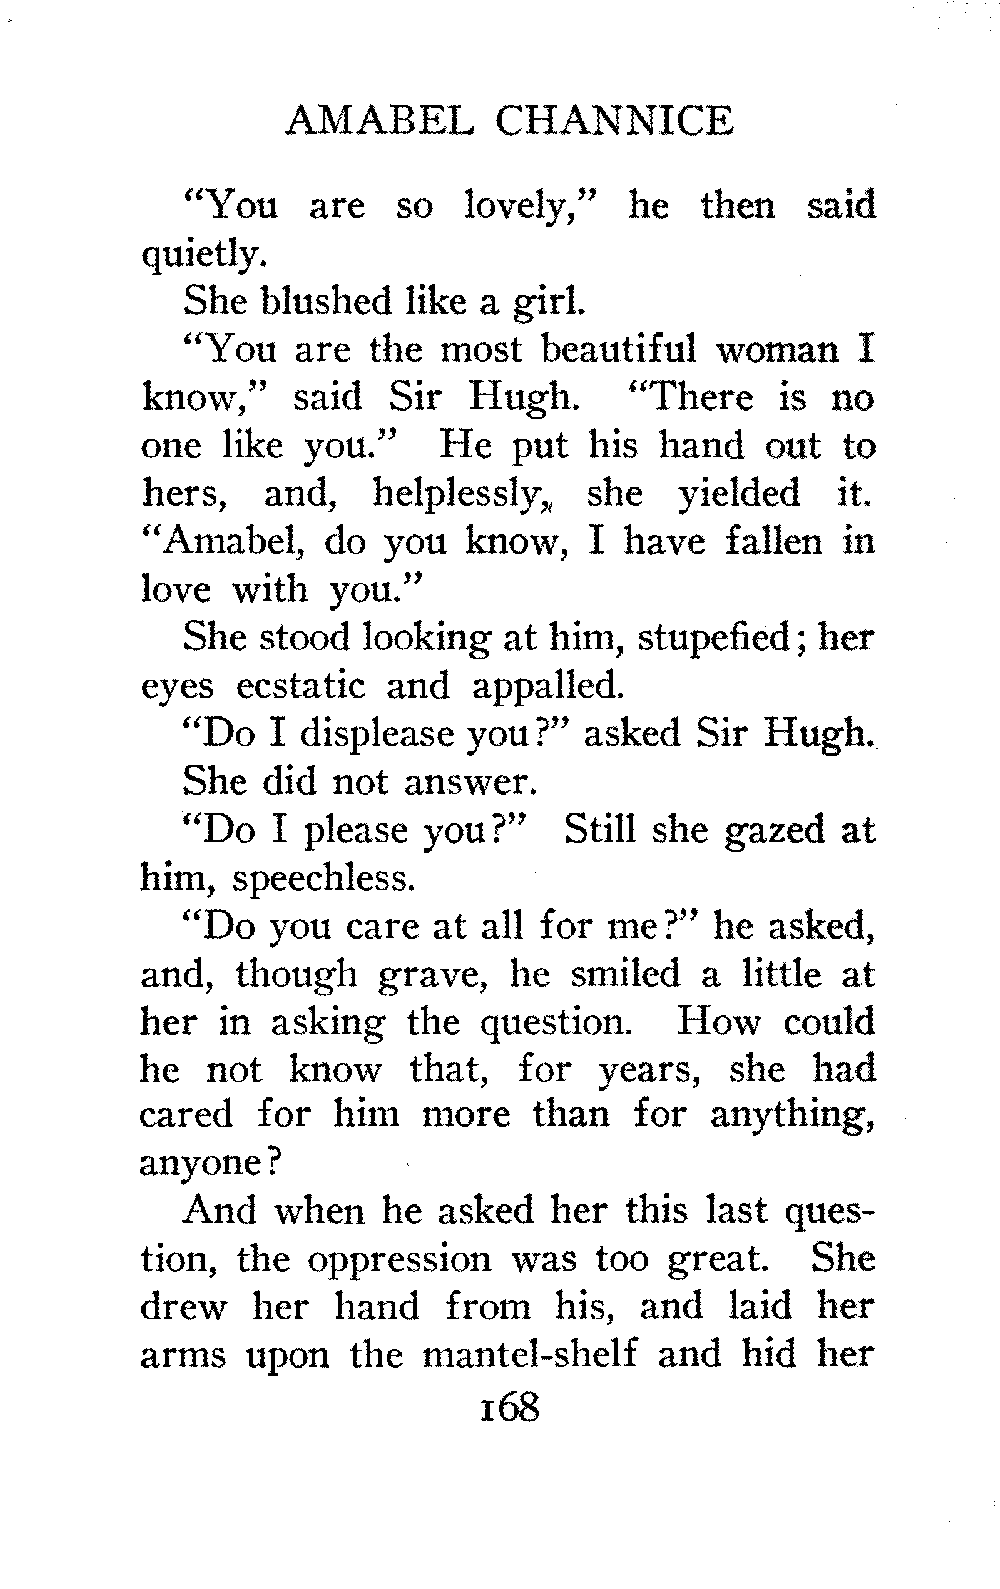 AMABEL CHANNICE
“You are so lovely,” he then said
quietly.
She blushed like a girl.
“You are the most beautiful woman I
know,” said Sir Hugh. “There is no
one like you.” He put his hand out to
hers, and, helplessly, she yielded it.
“Amabel, do you know, I have fallen in
love with you.”
She stood looking at him, stupefied; her
eyes ecstatic and appalled.
“Do I displease you?” asked Sir Hugh.
She did not answer.
“Do I please you?” Still she gazed at
him, speechless.
“Do you care at all for me?” he asked,
and, though grave, he smiled a little at
her in asking the question. How could
he not know that, for years, she had
cared for him more than for anything,
anyone?
And when he asked her this last ques-
tion, the oppression was too great. She
drew her hand from his, and laid her
arms upon the mantel-shelf and hid her
168